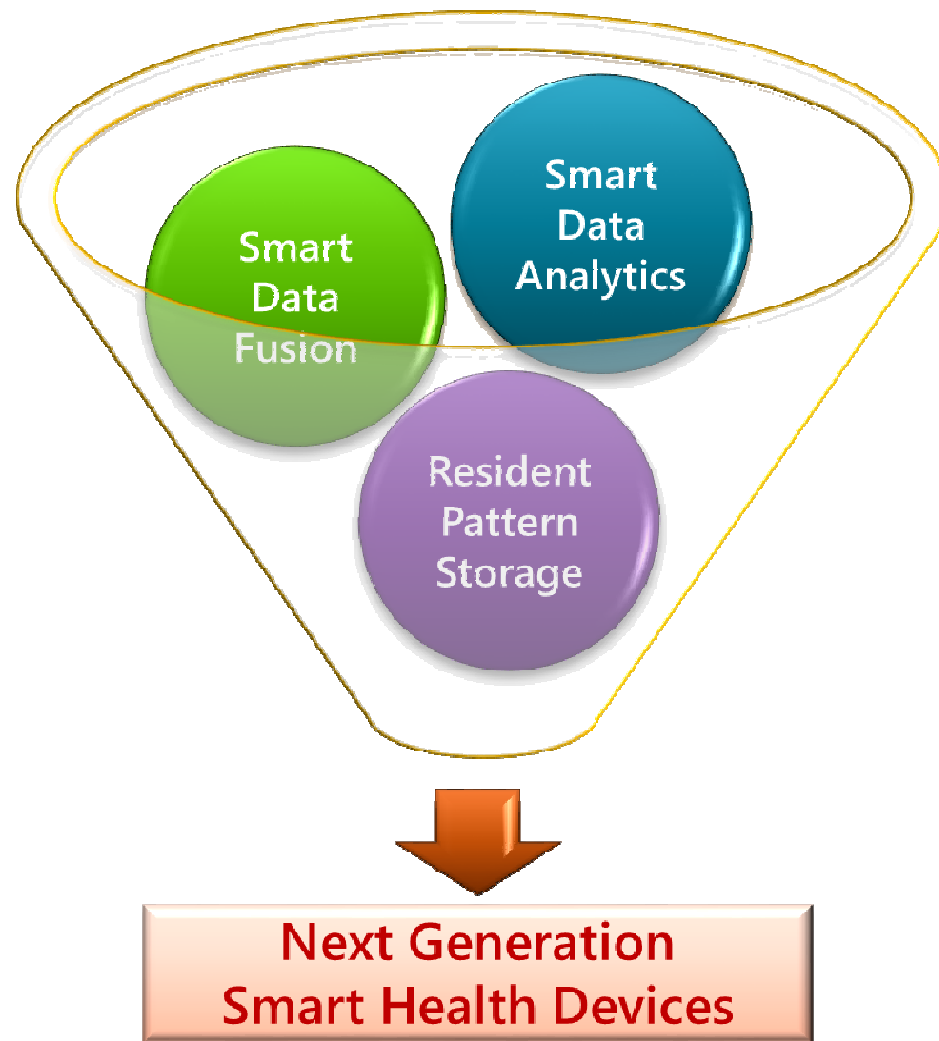 Smart
Data
Fusion
Smart
Data
Analytics
Resident
Pattern
Storage
Next Generation
Smart Health Devices